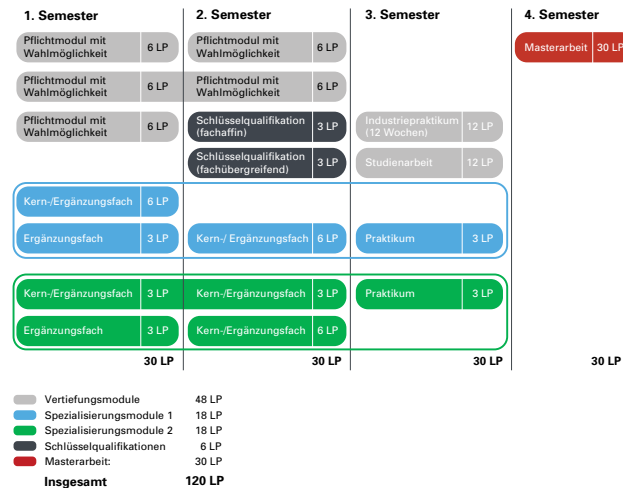 1. Semester
2. Semester
3. Semester
4. Semester
Pflichtmodul mit
Wahlmöglichkeit
6 LP
Pflichtmodul mit
Wahlmöglichkeit
6 LP
Masterarbeit
30 LP
Pflichtmodul mit
Wahlmöglichkeit
Pflichtmodul mit
Wahlmöglichkeit
6 LP
Pflichtmodul mit
Wahlmöglichkeit
6 LP
Schlüsselqualifikation
(fachaffin)
3 LP
Industriepraktikum
(12 Wochen)
12 LP
Schlüsselqualifikation
(fachübergreifend)
3 LP
Studienarbeit
12 LP
Kern-/Ergänzungsfach
6 LP
Ergänzungsfach
3 LP
Kern-/ Ergänzungsfach
6 LP
Praktikum
3 LP
Kern-/Ergänzungsfach
3 LP
Kern-/Ergänzungsfach
3 LP
Praktikum
3 LP
Ergänzungsfach
3 LP
Kern-/Ergänzungsfach
6 LP
30 LP
30 LP
30 LP
30 LP
Vertiefungsmodule 48 LP
Spezialisierungsmodule 1 18 LP
Spezialisierungsmodule 2 18 LP
Schlüsselqualifikationen 6 LP
Masterarbeit: 30 LP
Insgesamt 120 LP